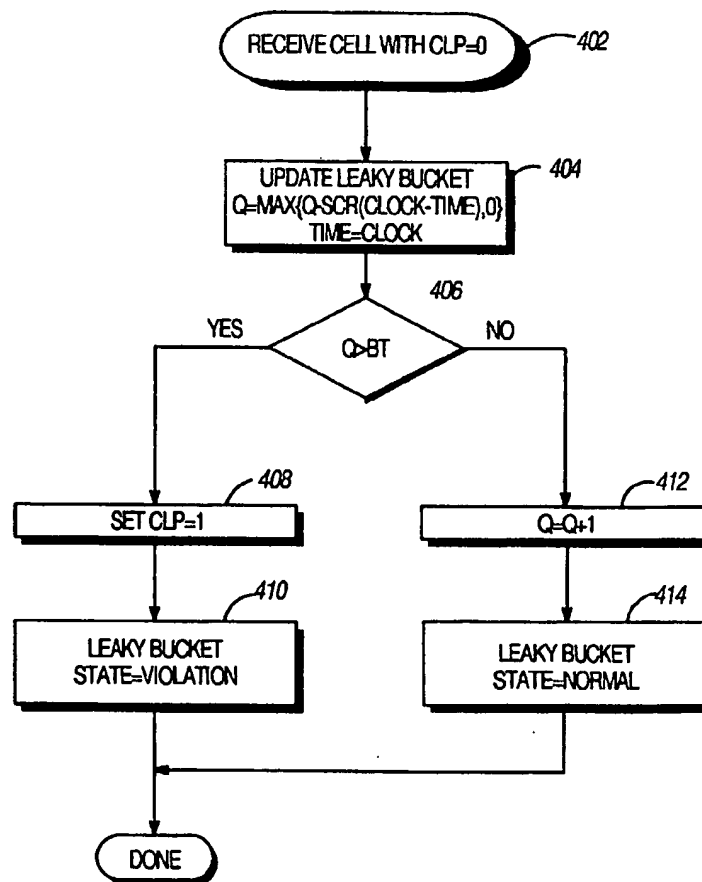 RECEIVE CELL WITH CLP=0
402
404
UPDATE LEAKY BUCKET
Q=MAX{Q-SCR(CLOCK-TIME),0}
TIME=CLOCK
406
YES
Q>BT
NO
408
SET CLP=1
412
Q=Q+1
410
LEAKY BUCKET
STATE=VIOLATION
414
LEAKY BUCKET
STATE=NORMAL
DONE